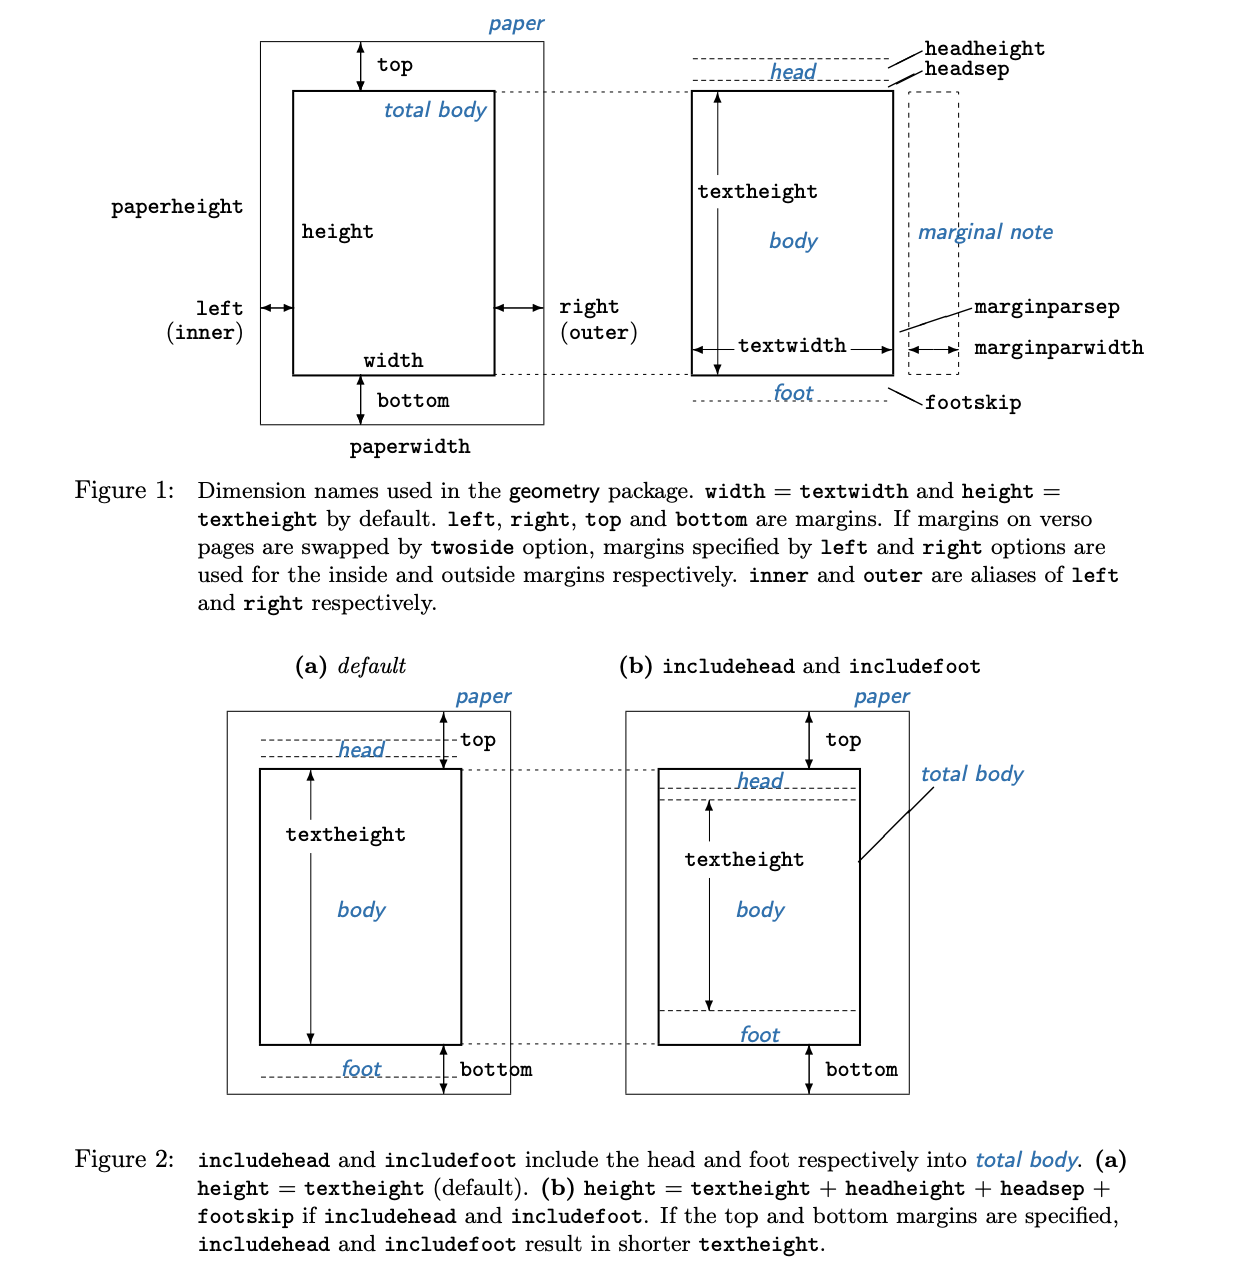 paper
top
total body
paperheight
height
left
(inner)
right
(outer)
width
bottom
paperwidth
headheight
head
headsep
textheight
body
marginal note
marginparsep
textwidth
marginparwidth
foot
footskip
Figure 1: Dimension names used in the geometry package. width = textwidth and height =
textheight by default. left, right, top and bottom are margins. If margins on verso
pages are swapped by twoside option, margins specified by left and right options are
used for the inside and outside margins respectively. inner and outer are aliases of left
and right respectively.
(a) default
paper
top
head
textheight
body
foot
bottom
(b) includehead and includefoot
paper
top
head
total body
textheight
body
foot
bottom
Figure 2: includehead and includefoot include the head and foot respectively into total body. (a)
height = textheight (default). (b) height = textheight + headheight + headsep +
footskip if includehead and includefoot. If the top and bottom margins are specified,
includehead and includefoot result in shorter textheight.